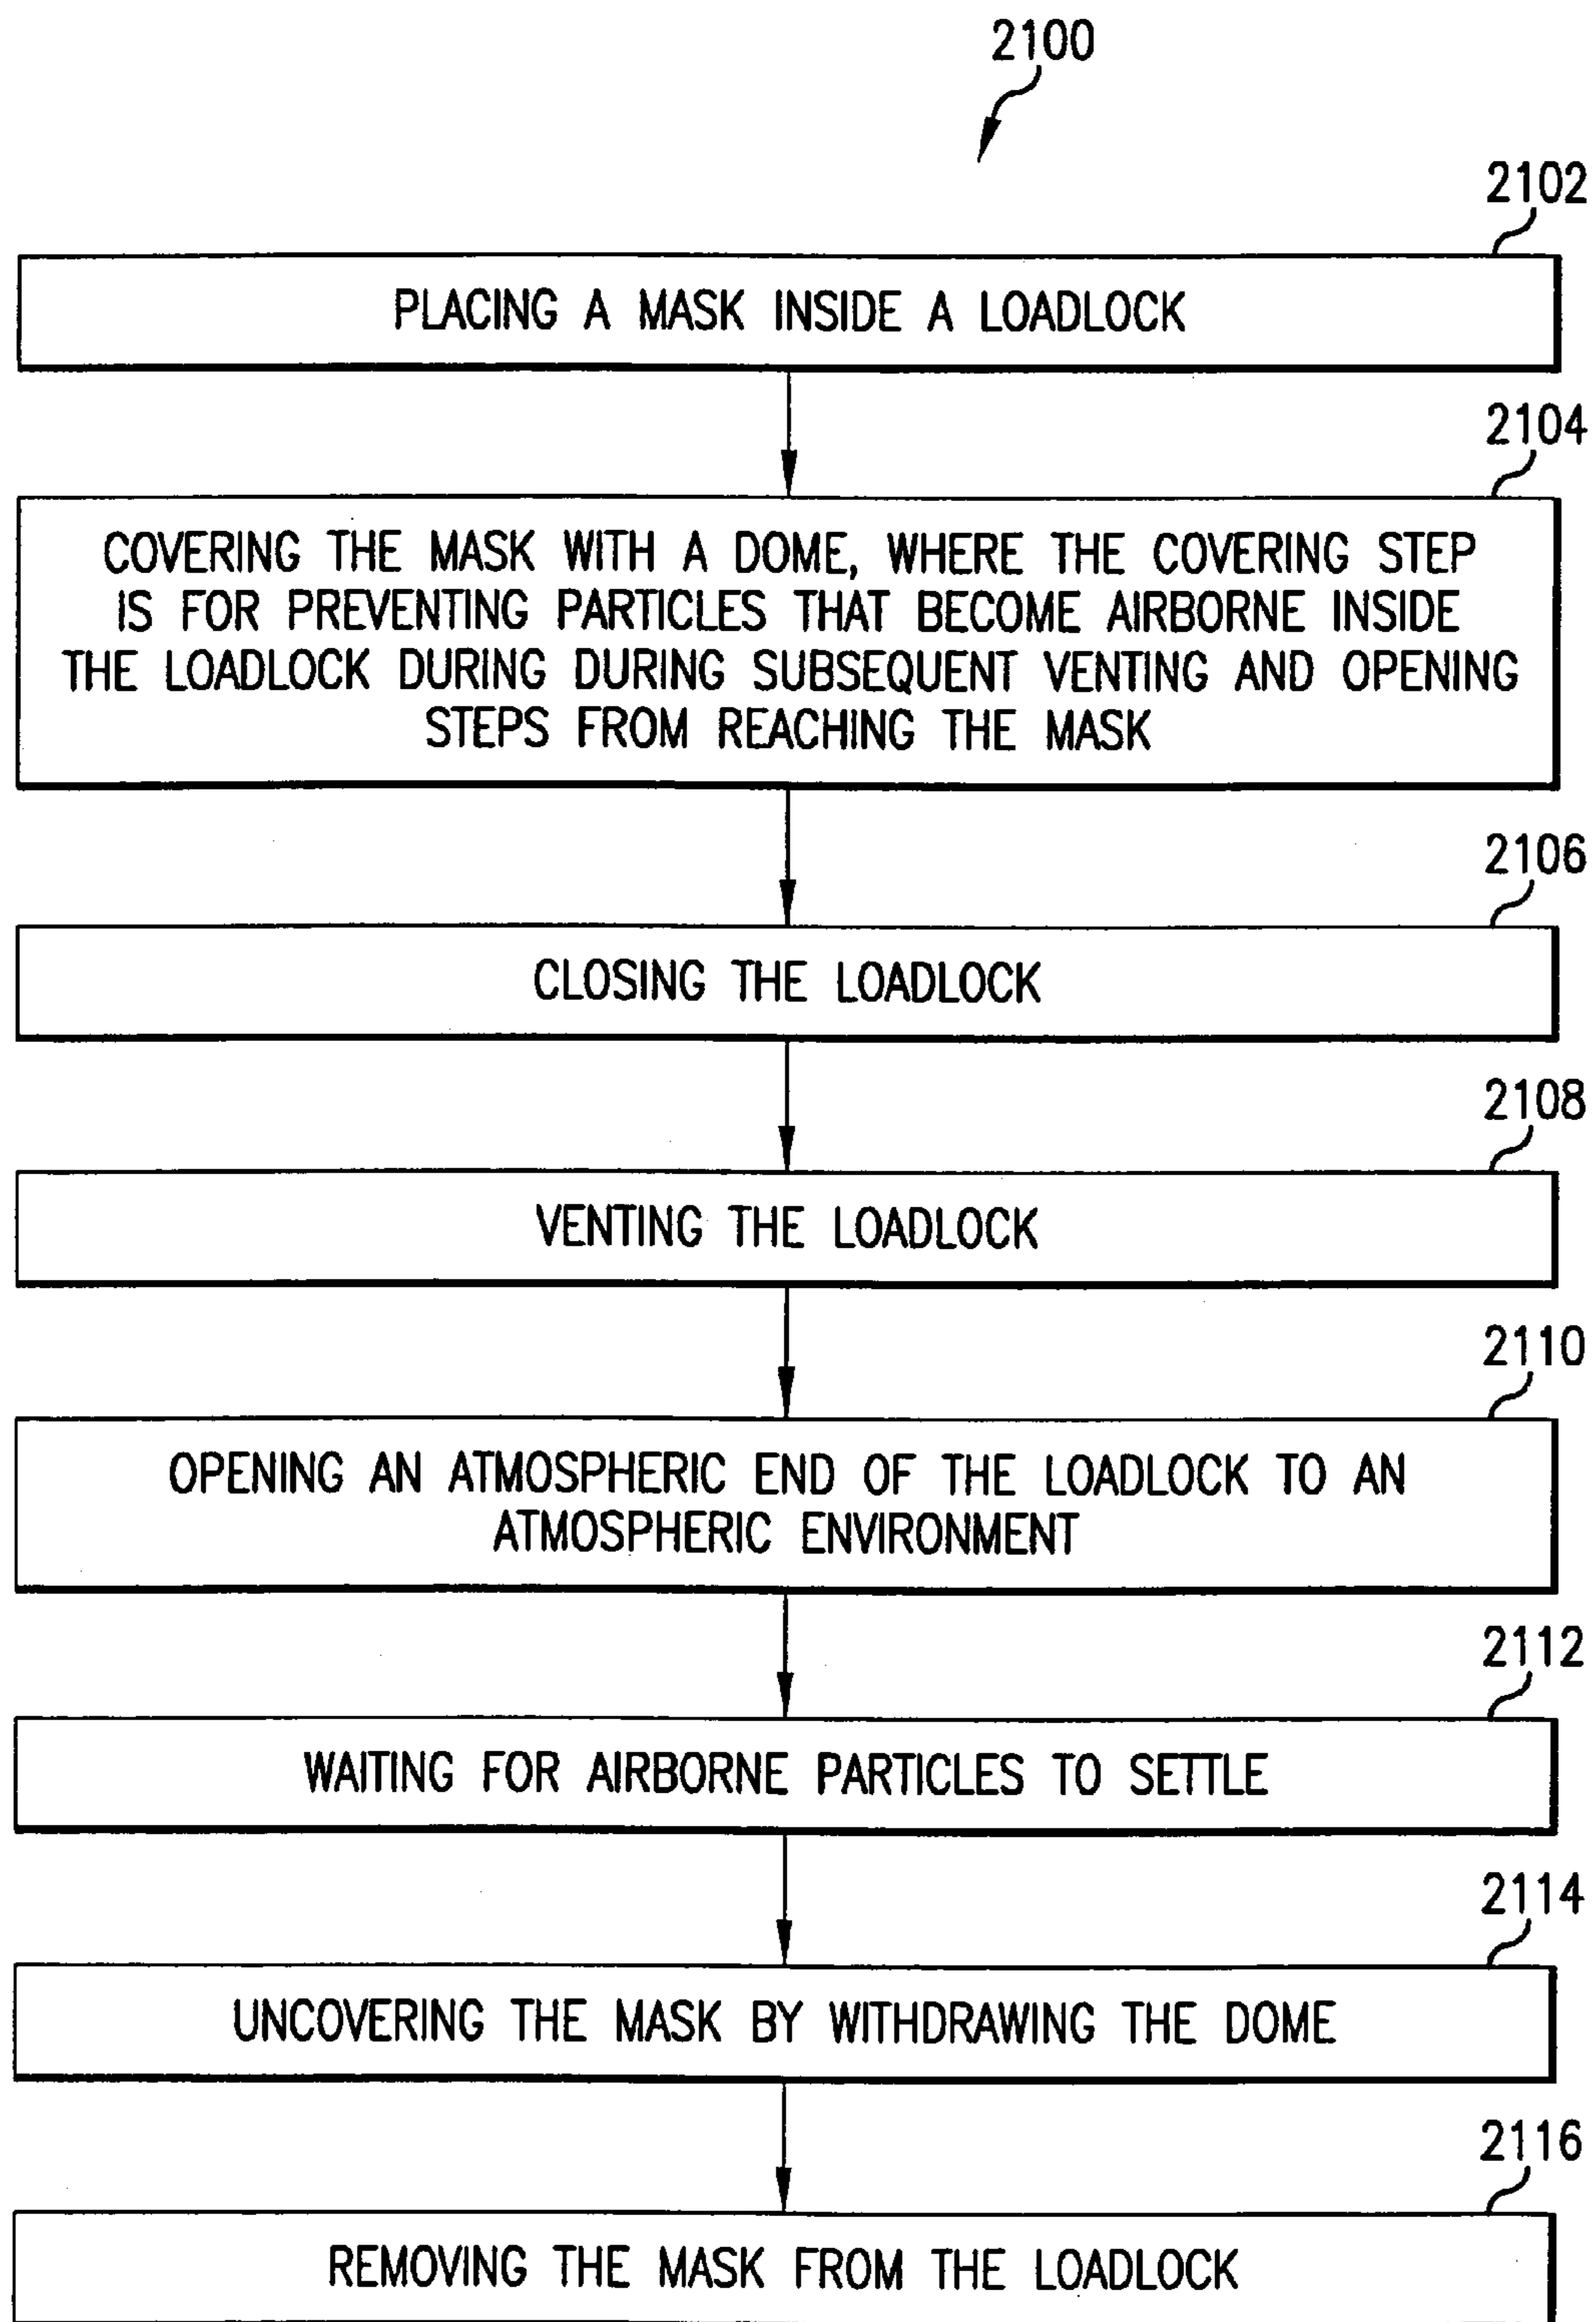 2100
2102
PLACING A MASK INSIDE A LOADLOCK
2104
COVERING THE MASK WITH A DOME, WHERE THE COVERING STEP
IS FOR PREVENTING PARTICLES THAT BECOME AIRBORNE INSIDE
THE LOADLOCK DURING DURING SUBSEQUENT VENTING AND OPENING
STEPS FROM REACHING THE MASK
2106
CLOSING THE LOADLOCK
2108
VENTING THE LOADLOCK
2110
OPENING AN ATMOSPHERIC END OF THE LOADLOCK TO AN
ATMOSPHERIC ENVIRONMENT
2112
WAITING FOR AIRBORNE PARTICLES TO SETTLE
2114
UNCOVERING THE MASK BY WITHDRAWING THE DOME
2116
REMOVING THE MASK FROM THE LOADLOCK